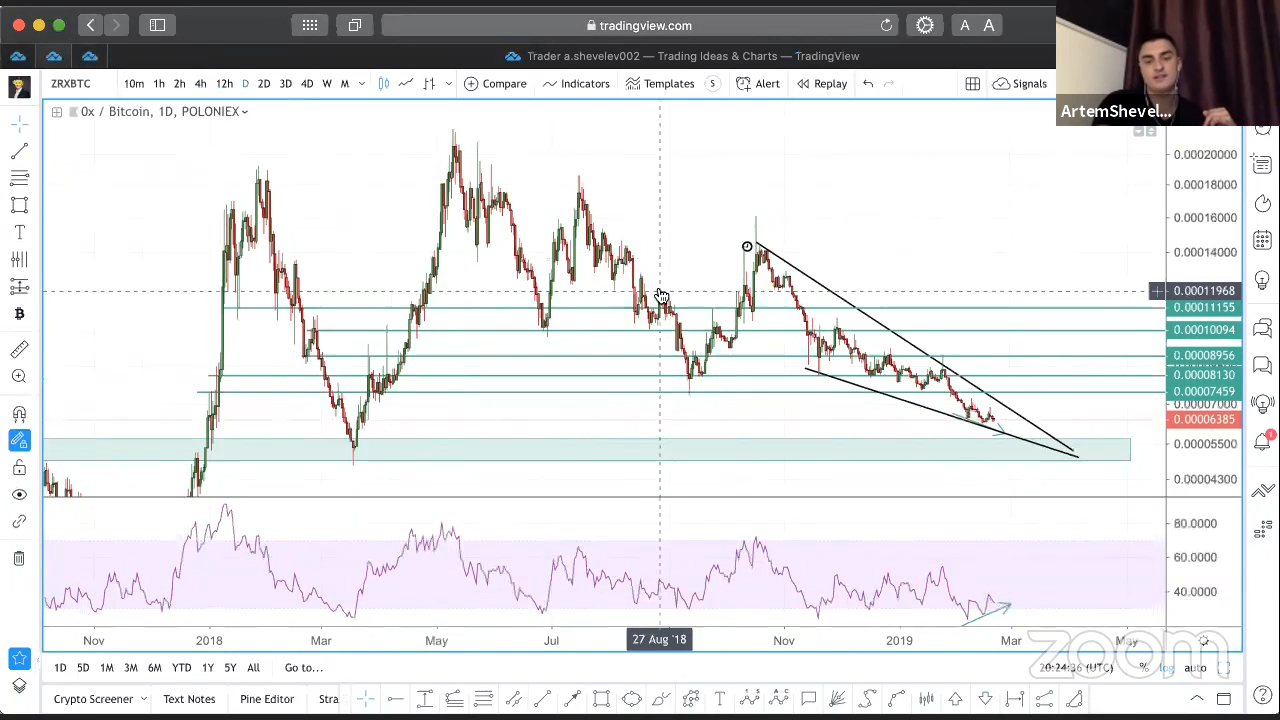 tradingview.com
A A
Trader a.shevelev002 — Trading Ideas & Charts — TradingView
ArtemShevel...
ZRXBTC 10m 1h 2h 4h 12h D 2D 3D 4D W M Compare Indicators Templates S Alert Replay Signals
0x / Bitcoin, 1D, POLONIEX
0.00020000
0.00018000
0.00016000
0.00014000
0.00011968
0.00011155
0.00010094
0.00008956
0.00008130
0.00007459
0.00007000
0.00006385
0.00005500
0.00004300
80.0000
60.0000
40.0000
Nov 2018 Mar May Jul 27 Aug '18 Nov 2019 Mar May
zoom
1D 5D 1M 3M 6M YTD 1Y 5Y All Go to... 20:24:36 (UTC) % log auto
Crypto Screener Text Notes Pine Editor Stra
T
1